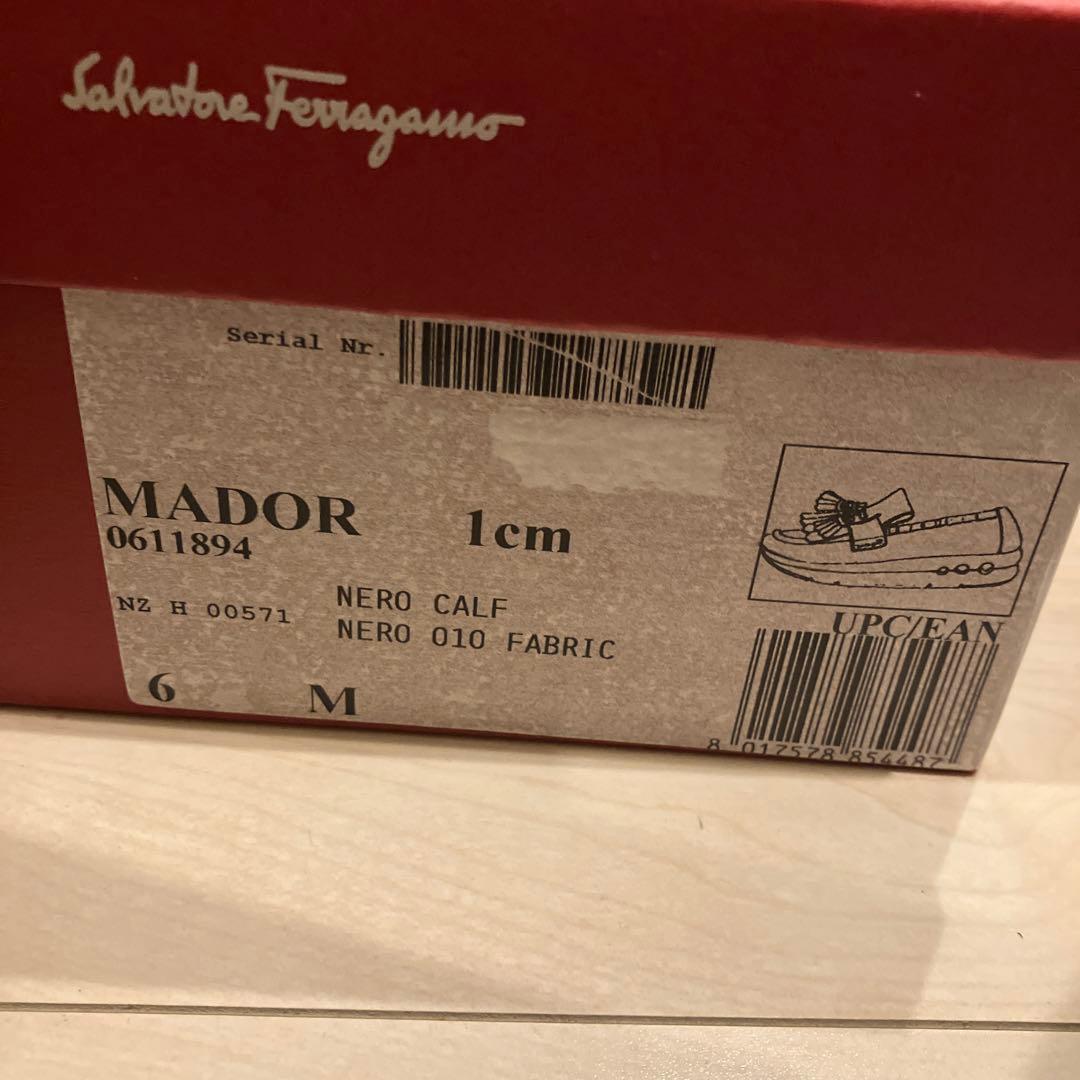 Salvatore Ferragamo
Serial Nr.
MADOR 1cm
0611894
NZ H 00571 NERO CALF
NERO 010 FABRIC
6 M
UPC/EAN
8 017578 854487